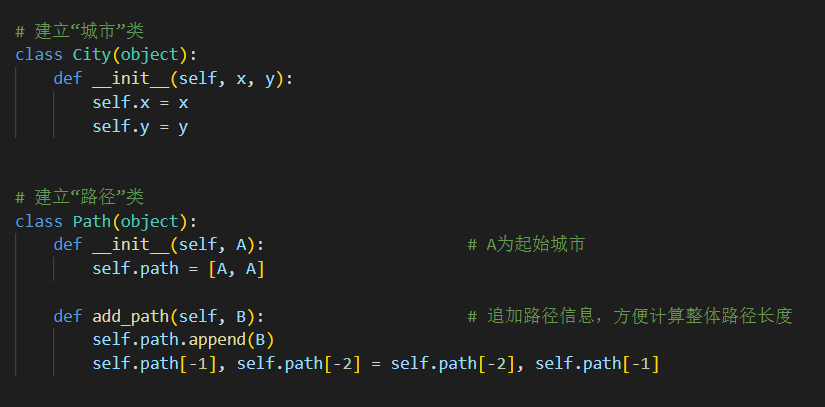 # 建立“城市”类
class City(object):
    def __init__(self, x, y):
        self.x = x
        self.y = y
# 建立“路径”类
class Path(object):
    def __init__(self, A):                     # A为起始城市
        self.path = [A, A]
    def add_path(self, B):                     # 追加路径信息，方便计算整体路径长度
        self.path.append(B)
        self.path[-1], self.path[-2] = self.path[-2], self.path[-1]